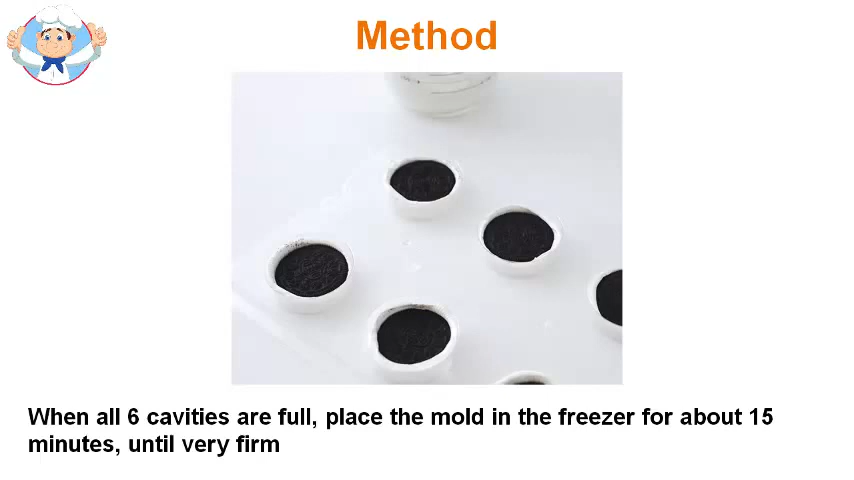 Method
When all 6 cavities are full, place the mold in the freezer for about 15
minutes, until very firm